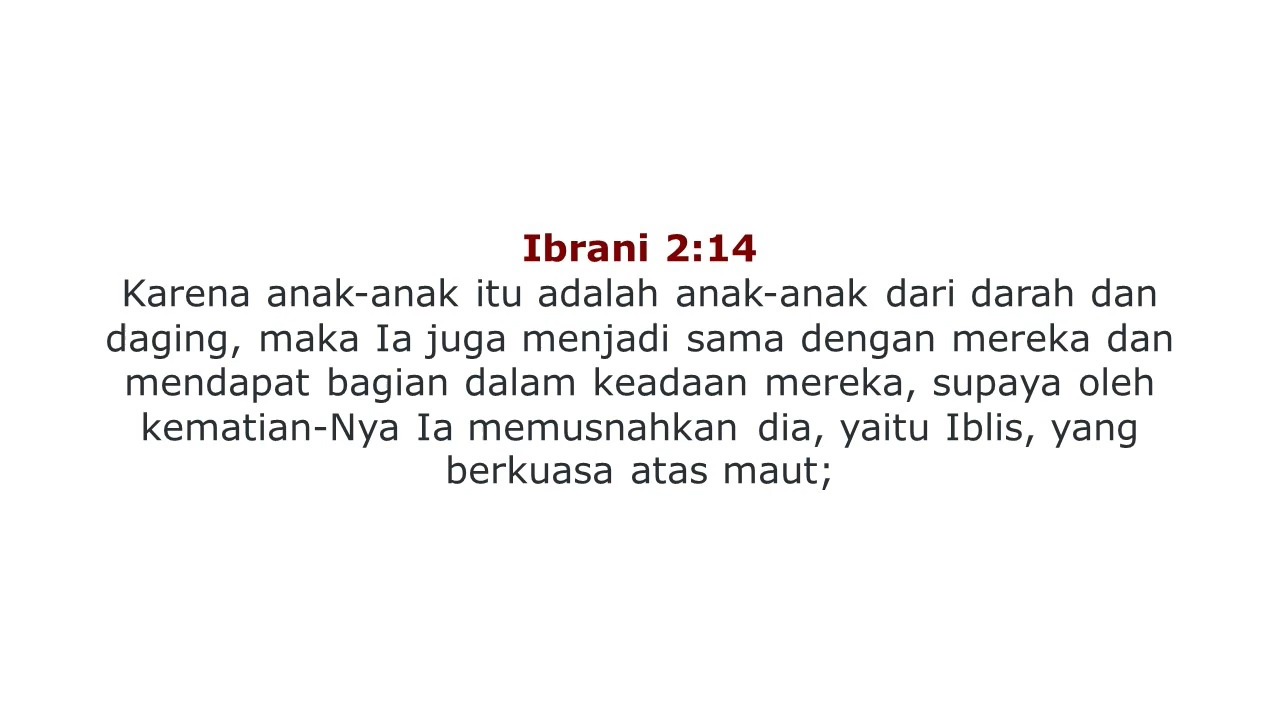 Ibrani 2:14
Karena anak-anak itu adalah anak-anak dari darah dan
daging, maka Ia juga menjadi sama dengan mereka dan
mendapat bagian dalam keadaan mereka, supaya oleh
kematian-Nya Ia memusnahkan dia, yaitu Iblis, yang
berkuasa atas maut;